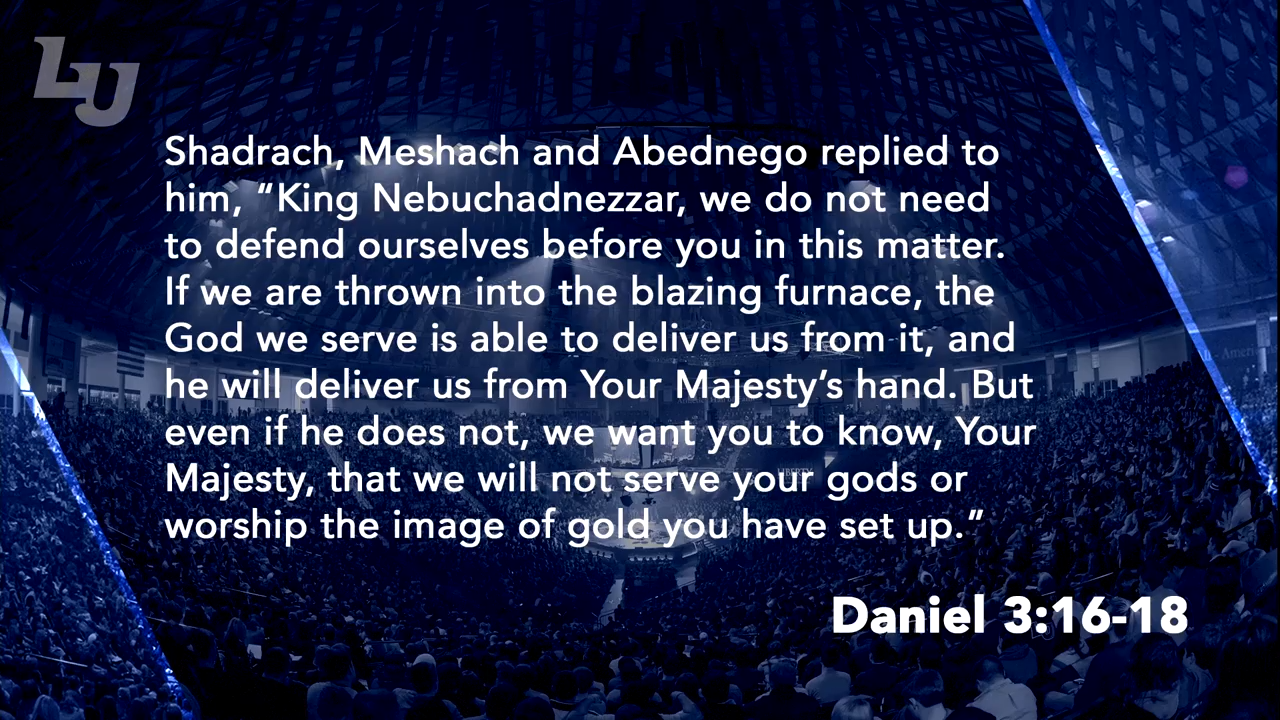 LU
Shadrach, Meshach and Abednego replied to
him, “King Nebuchadnezzar, we do not need
to defend ourselves before you in this matter.
If we are thrown into the blazing furnace, the
God we serve is able to deliver us from it, and
he will deliver us from Your Majesty’s hand. But
even if he does not, we want you to know, Your
Majesty, that we will not serve your gods or
worship the image of gold you have set up.”
LIBERTY
Daniel 3:16-18